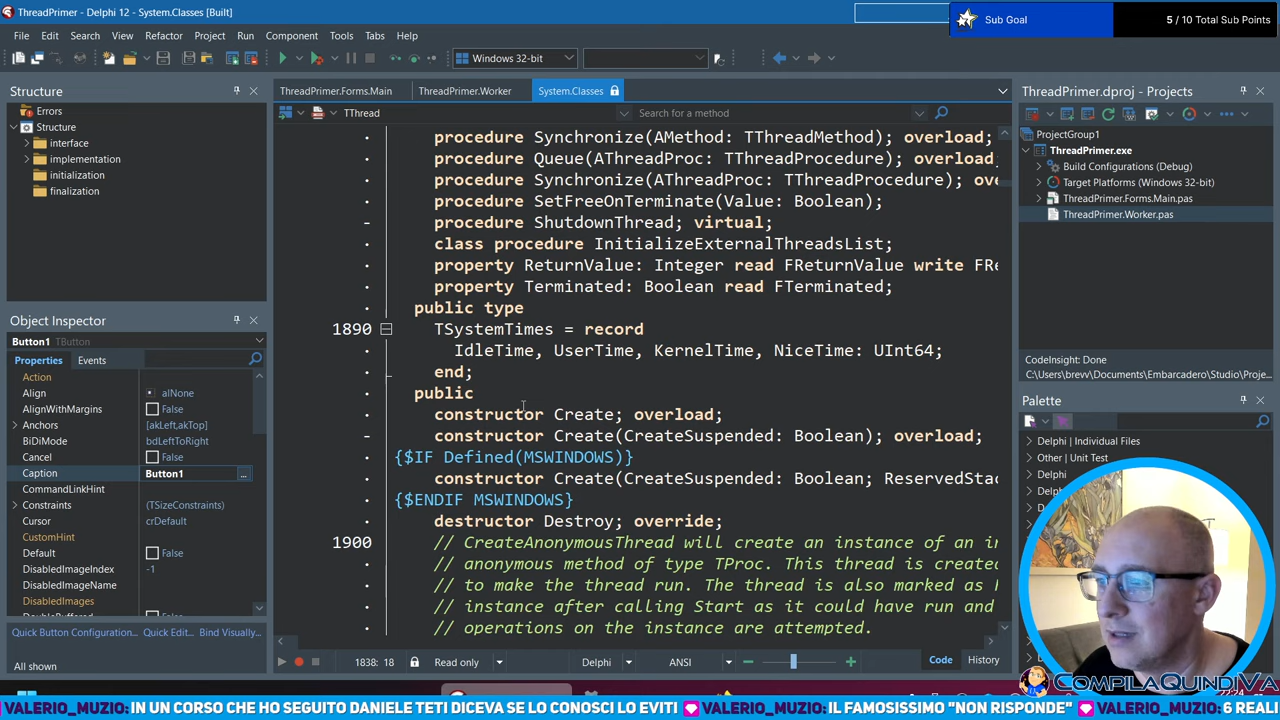 ThreadPrimer - Delphi 12 - System.Classes [Built]
Sub Goal
5 / 10 Total Sub Points
File Edit Search View Refactor Project Run Component Tools Tabs Help
Windows 32-bit
Structure
Errors
Structure
interface
implementation
initialization
finalization
Object Inspector
Button1 TButton
Properties Events
Action
Align alNone
AlignWithMargins False
Anchors [akLeft,akTop]
BiDiMode bdLeftToRight
Cancel False
Caption Button1 ...
CommandLinkHint
Constraints (TSizeConstraints)
Cursor crDefault
CustomHint
Default False
DisabledImageIndex -1
DisabledImageName
DisabledImages
DoubleBuffered
Quick Button Configuration... Quick Edit... Bind Visually...
All shown
ThreadPrimer.Forms.Main ThreadPrimer.Worker System.Classes
TThread Search for a method
procedure Synchronize(AMethod: TThreadMethod); overload;
procedure Queue(AThreadProc: TThreadProcedure); overload;
procedure Synchronize(AThreadProc: TThreadProcedure); ove
procedure SetFreeOnTerminate(Value: Boolean);
procedure ShutdownThread; virtual;
class procedure InitializeExternalThreadsList;
property ReturnValue: Integer read FReturnValue write FRe
property Terminated: Boolean read FTerminated;
public type
1890 TSystemTimes = record
IdleTime, UserTime, KernelTime, NiceTime: UInt64;
end;
public
constructor Create; overload;
constructor Create(CreateSuspended: Boolean); overload;
{$IF Defined(MSWINDOWS)}
constructor Create(CreateSuspended: Boolean; ReservedStac
{$ENDIF MSWINDOWS}
destructor Destroy; override;
1900 // CreateAnonymousThread will create an instance of an in
// anonymous method of type TProc. This thread is created
// to make the thread run. The thread is also marked as
// instance after calling Start as it could have run and
// operations on the instance are attempted.
1838: 18 Read only Delphi ANSI Code History
ThreadPrimer.dproj - Projects
ProjectGroup1
ThreadPrimer.exe
Build Configurations (Debug)
Target Platforms (Windows 32-bit)
ThreadPrimer.Forms.Main.pas
ThreadPrimer.Worker.pas
CodeInsight: Done
C:\Users\brevv\Documents\Embarcadero\Studio\Proje...
Palette
Delphi | Individual Files
Other | Unit Test
Delphi
Delph
COMPILAQUINDIVA
VALERIO_MUZIO: IN UN CORSO CHE HO SEGUITO DANIELE TETI DICEVA SE LO CONOSCI LO EVITI VALERIO_MUZIO: IL FAMOSISSIMO "NON RISPONDE" VALERIO_MUZIO: 6 REALI